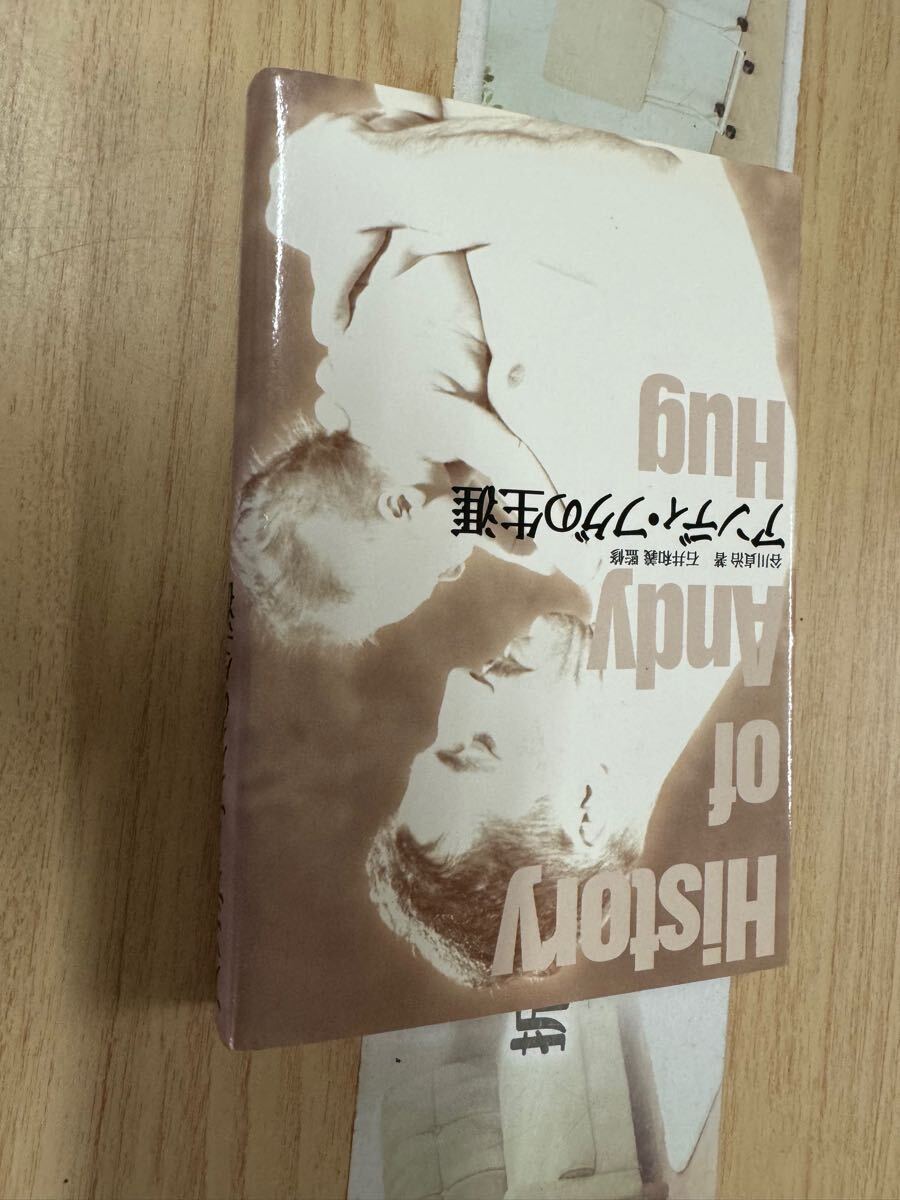 History
of
Andy
Hug
アンディ・フグの生涯
谷川貞治 著　石井和義 監修